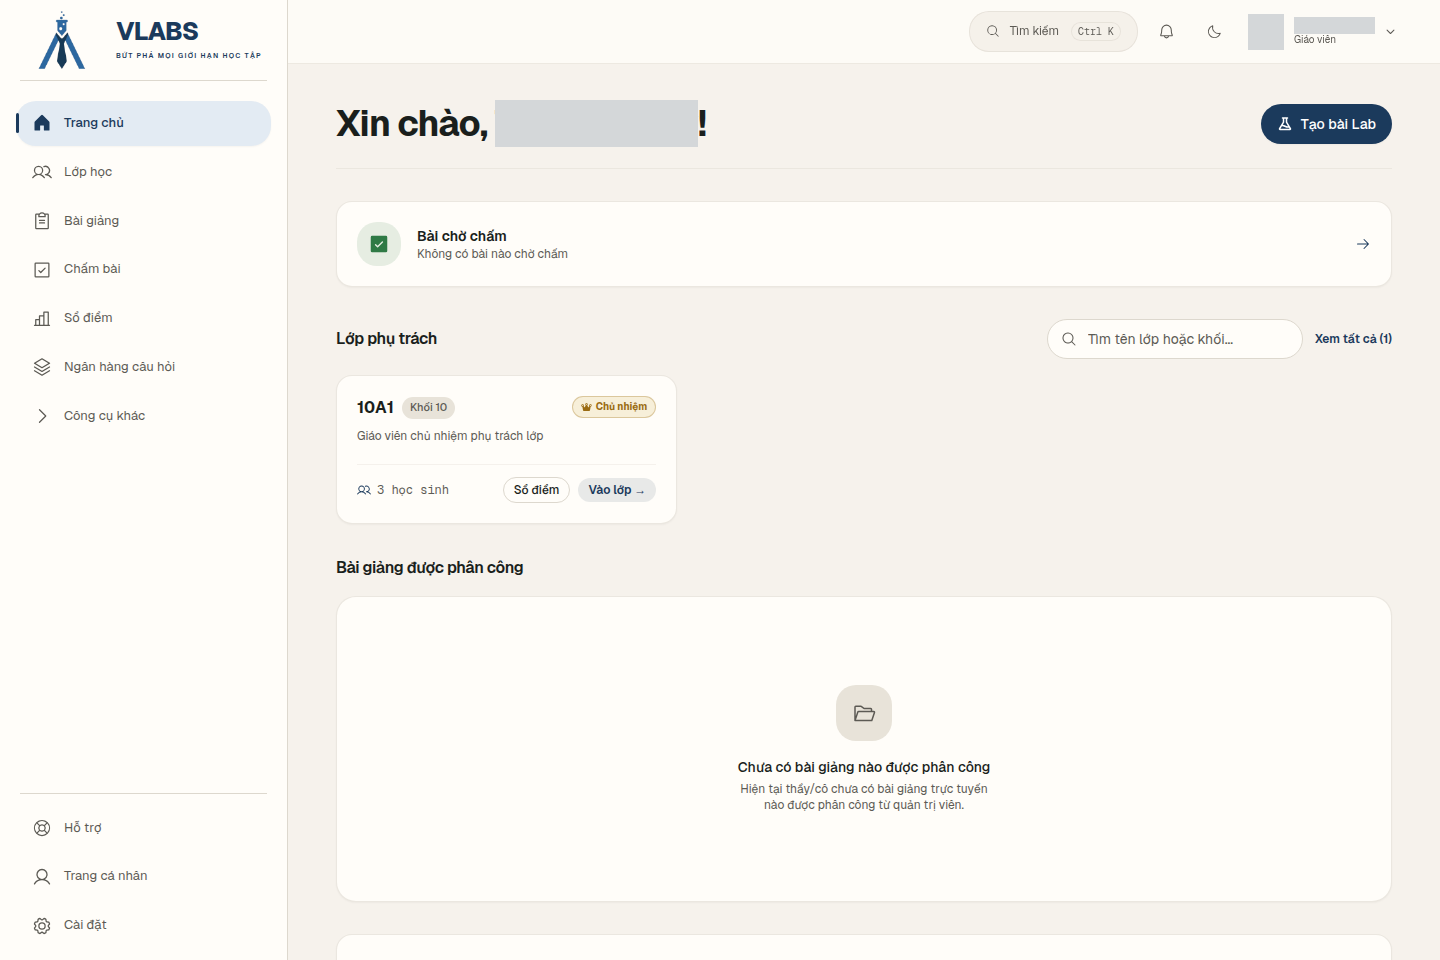 VLABS
BỨT PHÁ MỌI GIỚI HẠN HỌC TẬP
Trang chủ
Lớp học
Bài giảng
Chấm bài
Sổ điểm
Ngân hàng câu hỏi
Công cụ khác
Hỗ trợ
Trang cá nhân
Cài đặt
Tìm kiếm Ctrl K
Giáo viên
Xin chào, !
Tạo bài Lab
Bài chờ chấm
Không có bài nào chờ chấm
Lớp phụ trách
Tìm tên lớp hoặc khối...
Xem tất cả (1)
10A1 Khối 10 Chủ nhiệm
Giáo viên chủ nhiệm phụ trách lớp
3 học sinh Sổ điểm Vào lớp →
Bài giảng được phân công
Chưa có bài giảng nào được phân công
Hiện tại thầy/cô chưa có bài giảng trực tuyến
nào được phân công từ quản trị viên.